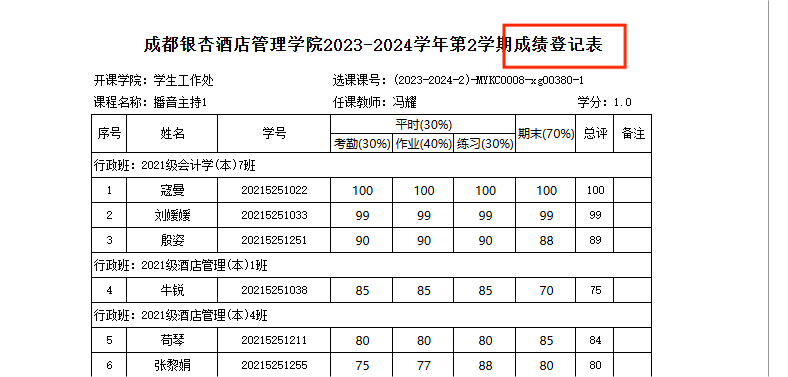 成都银杏酒店管理学院2023-2024学年第2学期成绩登记表
开课学院：学生工作处 选课课号：(2023-2024-2)-MYKC0008-xg00380-1
课程名称：播音主持1 任课教师：冯耀 学分：1.0
序号 姓名 学号 平时(30%) 期末(70%) 总评 备注
考勤(30%) 作业(40%) 练习(30%)
行政班：2021级会计学(本)7班
1 寇曼 20215251022 100 100 100 100 100
2 刘媛媛 20215251033 99 99 99 99 99
3 殷姿 20215251251 90 90 90 88 89
行政班：2021级酒店管理(本)1班
4 牛锐 20215251038 85 85 85 70 75
行政班：2021级酒店管理(本)4班
5 荀琴 20215251211 80 80 80 85 84
6 张黎娟 20215251255 75 77 88 80 80